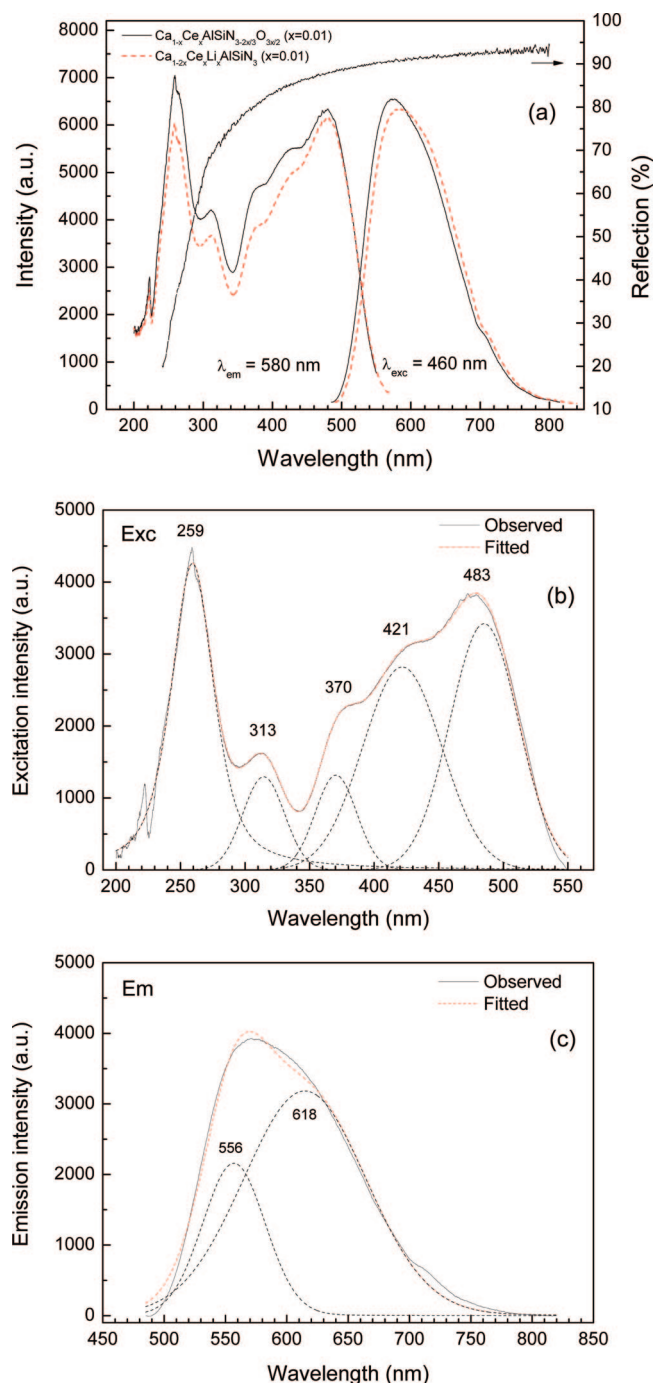 Ca1-xCexAlSiN3-2x/3O3x/2 (x=0.01)
Ca1-2xCexLixAlSiN3 (x=0.01)
(a)
8000
7000
6000
5000
4000
3000
2000
1000
0
Intensity (a.u.)
100
90
80
70
60
50
40
30
20
10
Reflection (%)
λem = 580 nm
λexc = 460 nm
200 300 400 500 600 700 800
Wavelength (nm)
Exc
Observed
Fitted
(b)
259
313
370
421
483
5000
4000
3000
2000
1000
0
Excitation intensity (a.u.)
200 250 300 350 400 450 500 550
Wavelength (nm)
Em
Observed
Fitted
(c)
556
618
5000
4000
3000
2000
1000
0
Emission intensity (a.u.)
450 500 550 600 650 700 750 800 850
Wavelength (nm)